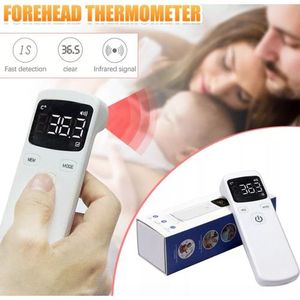 FOREHEAD THERMOMETER
1S
36.5
Fast detection
clear
Infrared signal
36.3
MEM
MODE
36.3